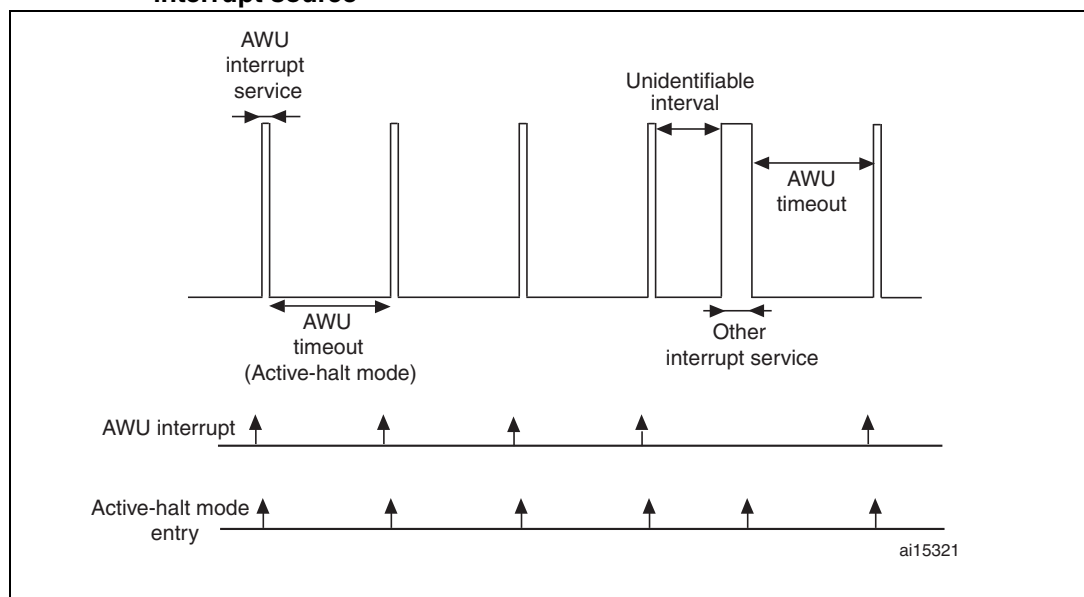 interrupt source
AWU
interrupt
service
Unidentifiable
interval
AWU
timeout
AWU
timeout
(Active-halt mode)
Other
interrupt service
AWU interrupt
Active-halt mode
entry
ai15321